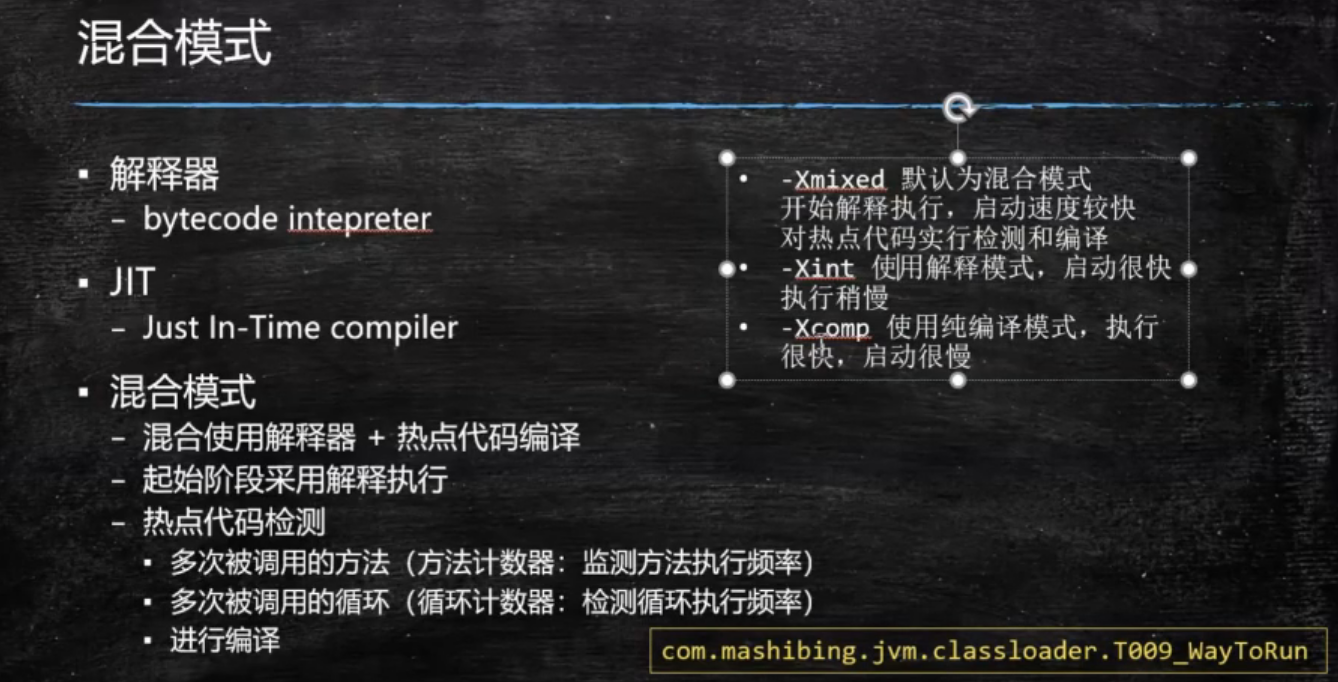 混合模式
解释器
– bytecode intepreter
JIT
– Just In-Time compiler
混合模式
– 混合使用解释器 + 热点代码编译
– 起始阶段采用解释执行
– 热点代码检测
多次被调用的方法（方法计数器：监测方法执行频率）
多次被调用的循环（循环计数器：检测循环执行频率）
进行编译
• -Xmixed 默认为混合模式
开始解释执行，启动速度较快
对热点代码实行检测和编译
• -Xint 使用解释模式，启动很快
执行稍慢
• -Xcomp 使用纯编译模式，执行
很快，启动很慢
com.mashibing.jvm.classloader.T009_WayToRun